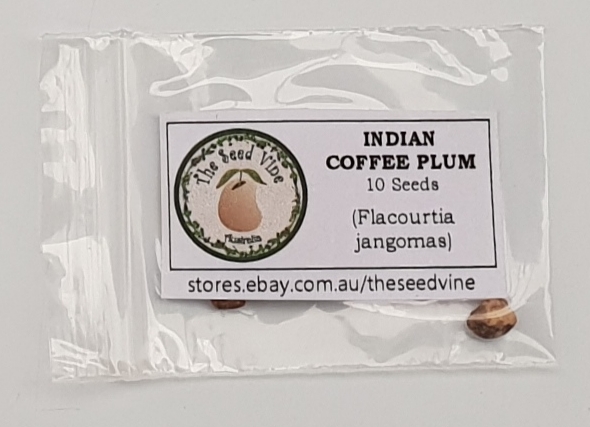 The Seed Vine
Australia
INDIAN
COFFEE PLUM
10 Seeds
(Flacourtia
jangomas)
stores.ebay.com.au/theseedvine